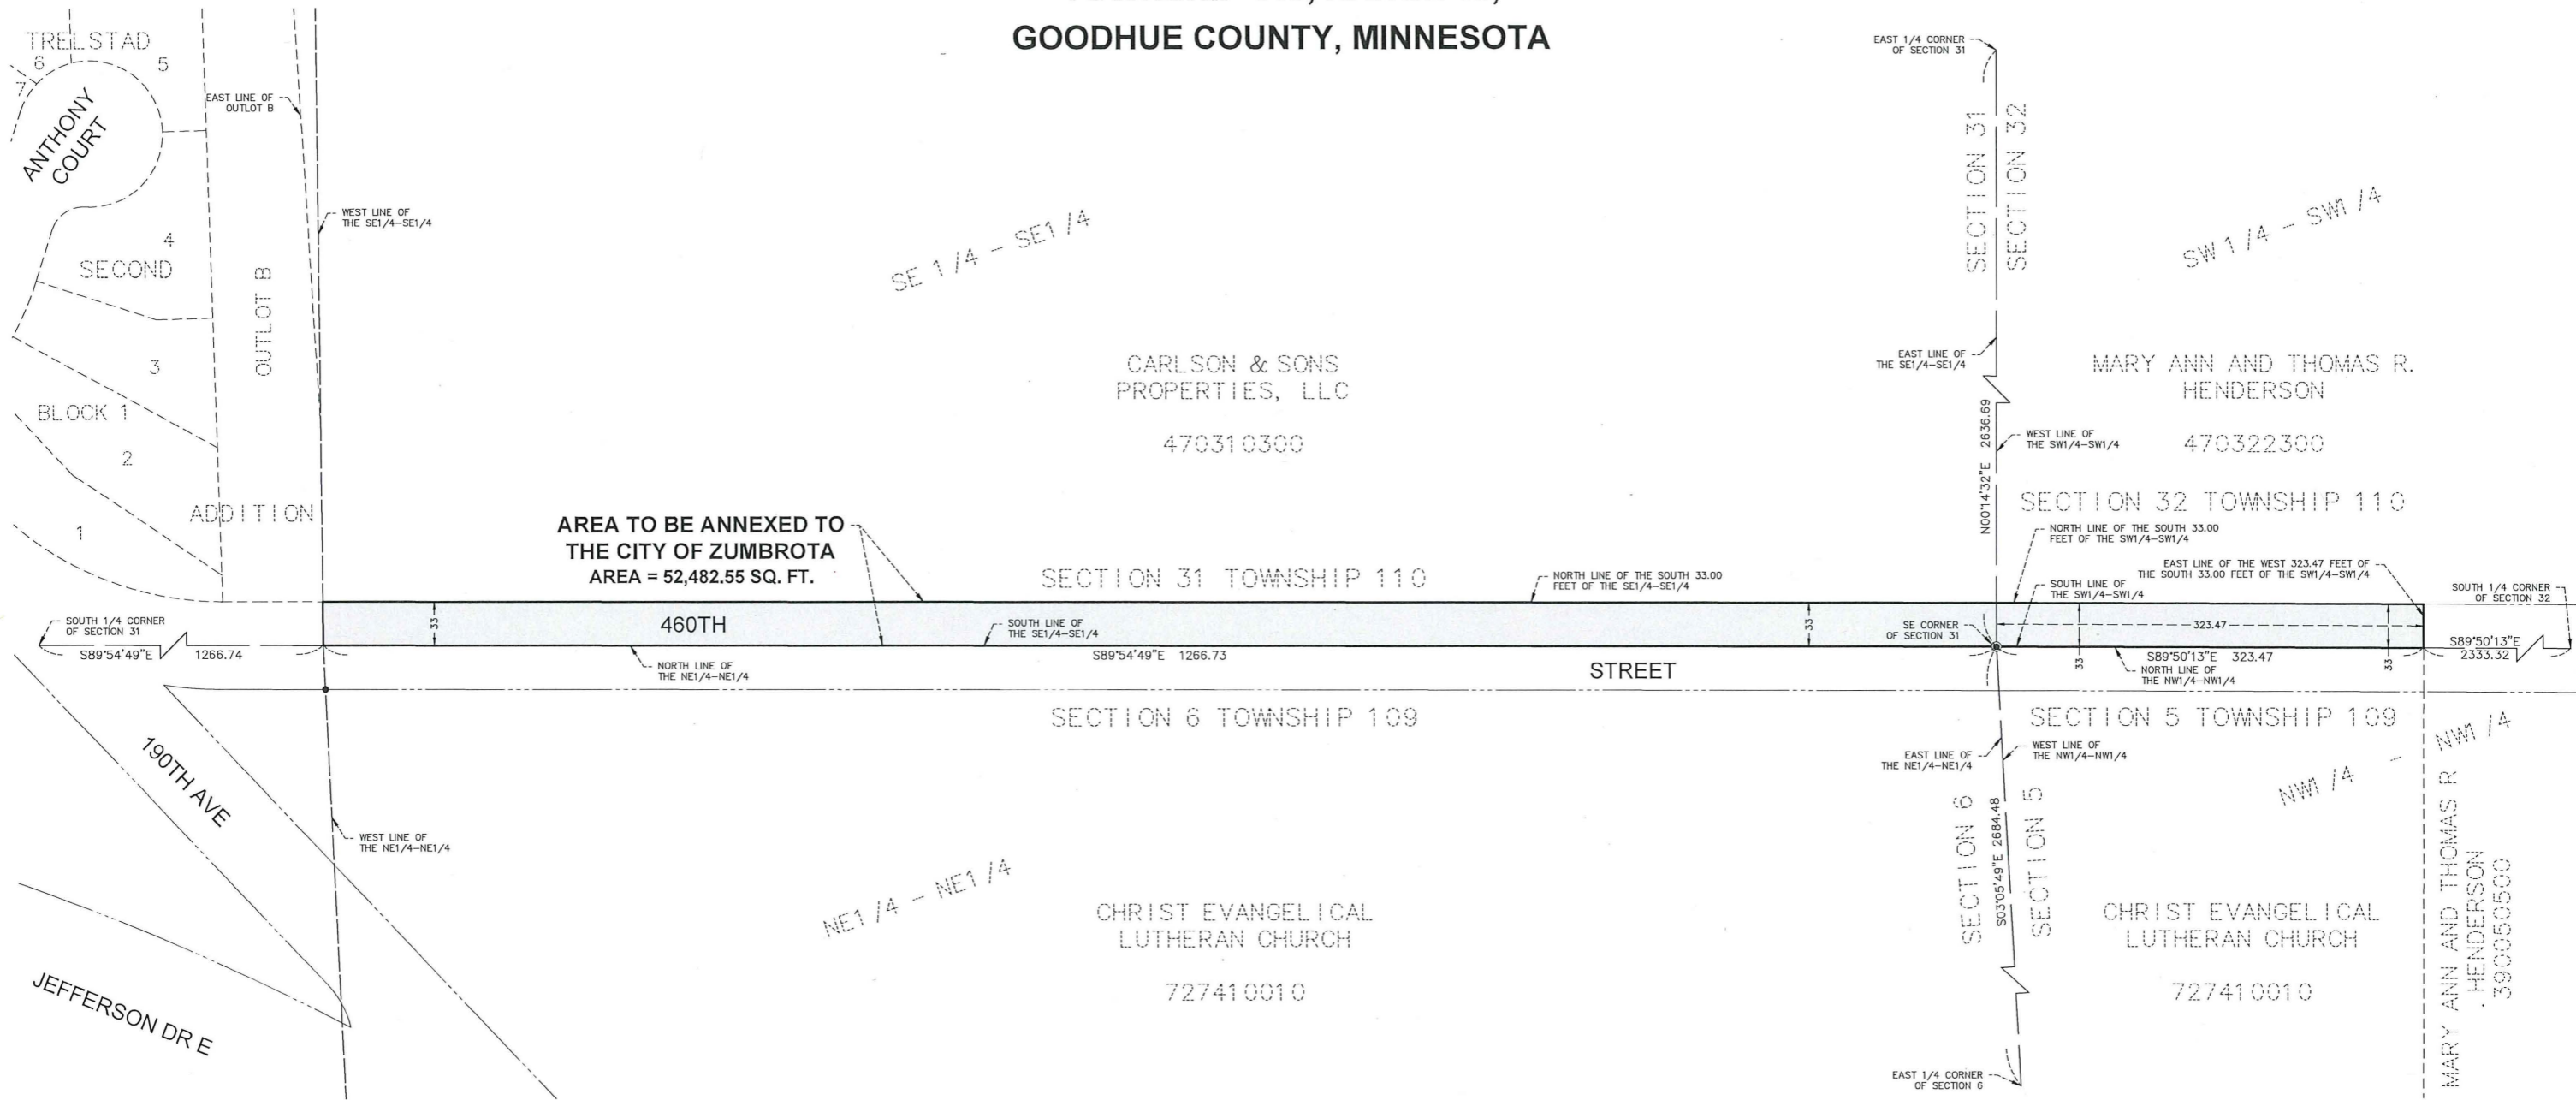 GOODHUE COUNTY, MINNESOTA
TRELSTAD
6
5
7
ANTHONY
COURT
EAST LINE OF
OUTLOT B
WEST LINE OF
THE SE1/4-SE1/4
4
SECOND
OUTLOT B
3
BLOCK 1
2
ADDITION
1
SE 1/4 - SE1/4
CARLSON & SONS
PROPERTIES, LLC
470310300
EAST 1/4 CORNER
OF SECTION 31
SECTION 31
SECTION 32
SW 1/4 - SW1/4
EAST LINE OF
THE SE1/4-SE1/4
N00°14'32"E 2636.69
WEST LINE OF
THE SW1/4-SW1/4
MARY ANN AND THOMAS R.
HENDERSON
470322300
SECTION 32 TOWNSHIP 110
AREA TO BE ANNEXED TO
THE CITY OF ZUMBROTA
AREA = 52,482.55 SQ. FT.
SECTION 31 TOWNSHIP 110
NORTH LINE OF THE SOUTH 33.00
FEET OF THE SE1/4-SE1/4
NORTH LINE OF THE SOUTH 33.00
FEET OF THE SW1/4-SW1/4
EAST LINE OF THE WEST 323.47 FEET OF
THE SOUTH 33.00 FEET OF THE SW1/4-SW1/4
SOUTH LINE OF
THE SW1/4-SW1/4
SOUTH 1/4 CORNER
OF SECTION 32
SOUTH 1/4 CORNER
OF SECTION 31
S89°54'49"E 1266.74
33
460TH
SOUTH LINE OF
THE SE1/4-SE1/4
33
SE CORNER
OF SECTION 31
323.47
S89°54'49"E 1266.73
33
S89°50'13"E 323.47
33
S89°50'13"E
2333.32
NORTH LINE OF
THE NE1/4-NE1/4
STREET
NORTH LINE OF
THE NW1/4-NW1/4
SECTION 6 TOWNSHIP 109
SECTION 5 TOWNSHIP 109
190TH AVE
WEST LINE OF
THE NE1/4-NE1/4
EAST LINE OF
THE NE1/4-NE1/4
WEST LINE OF
THE NW1/4-NW1/4
NW1/4 - NW1/4
SECTION 6
S03°05'49"E 2684.48
SECTION 5
NE1/4 - NE1/4
CHRIST EVANGELICAL
LUTHERAN CHURCH
727410010
CHRIST EVANGELICAL
LUTHERAN CHURCH
727410010
MARY ANN AND THOMAS R
. HENDERSON
390050500
JEFFERSON DR E
EAST 1/4 CORNER
OF SECTION 6